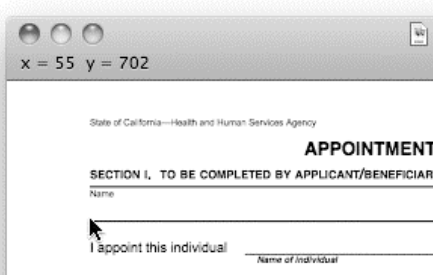 x = 55 y = 702
State of California—Health and Human Services Agency
APPOINTMENT
SECTION I. TO BE COMPLETED BY APPLICANT/BENEFICIAR
Name
I appoint this individual
Name of Individual